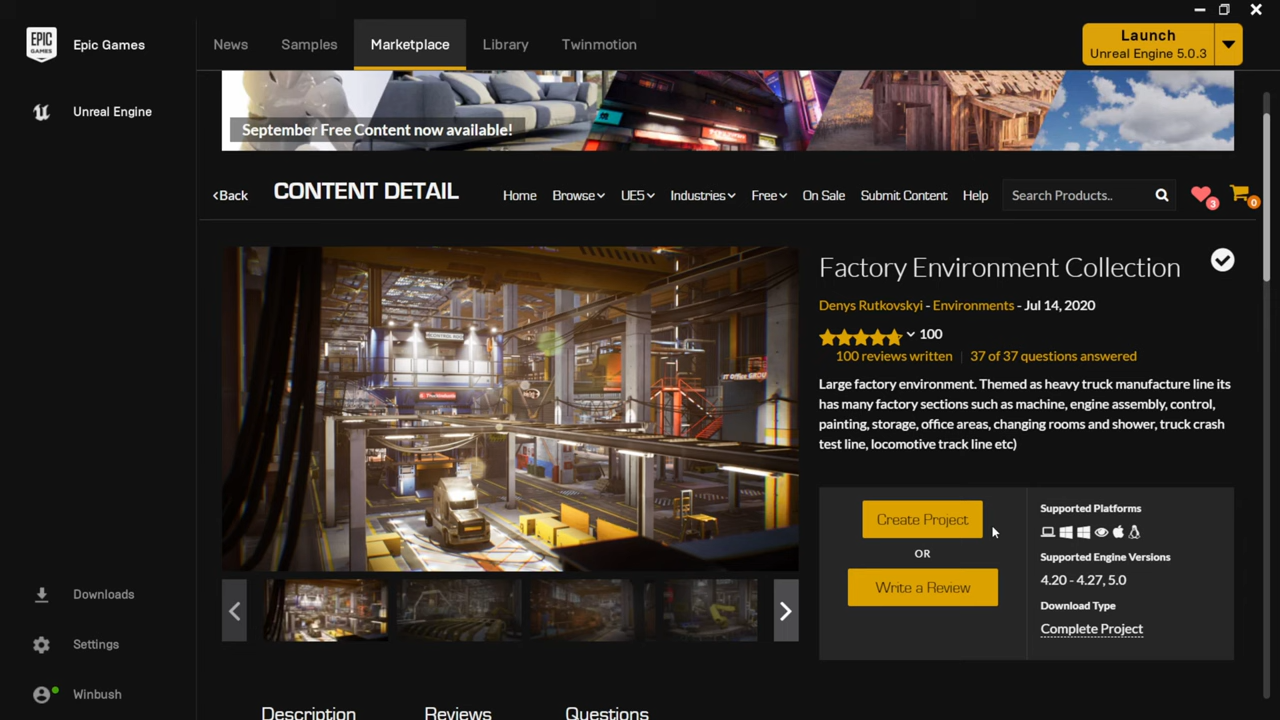 EPIC
GAMES
Epic Games
News
Samples
Marketplace
Library
Twinmotion
Launch
Unreal Engine 5.0.3
Unreal Engine
September Free Content now available!
Back
CONTENT DETAIL
Home
Browse
UE5
Industries
Free
On Sale
Submit Content
Help
Search Products..
3
0
Factory Environment Collection
Denys Rutkovskyi - Environments - Jul 14, 2020
100
100 reviews written | 37 of 37 questions answered
Large factory environment. Themed as heavy truck manufacture line its
has many factory sections such as machine, engine assembly, control,
painting, storage, office areas, changing rooms and shower, truck crash
test line, locomotive track line etc)
Create Project
OR
Write a Review
Supported Platforms
Supported Engine Versions
4.20 - 4.27, 5.0
Download Type
Complete Project
Downloads
Settings
Winbush
Description
Reviews
Questions